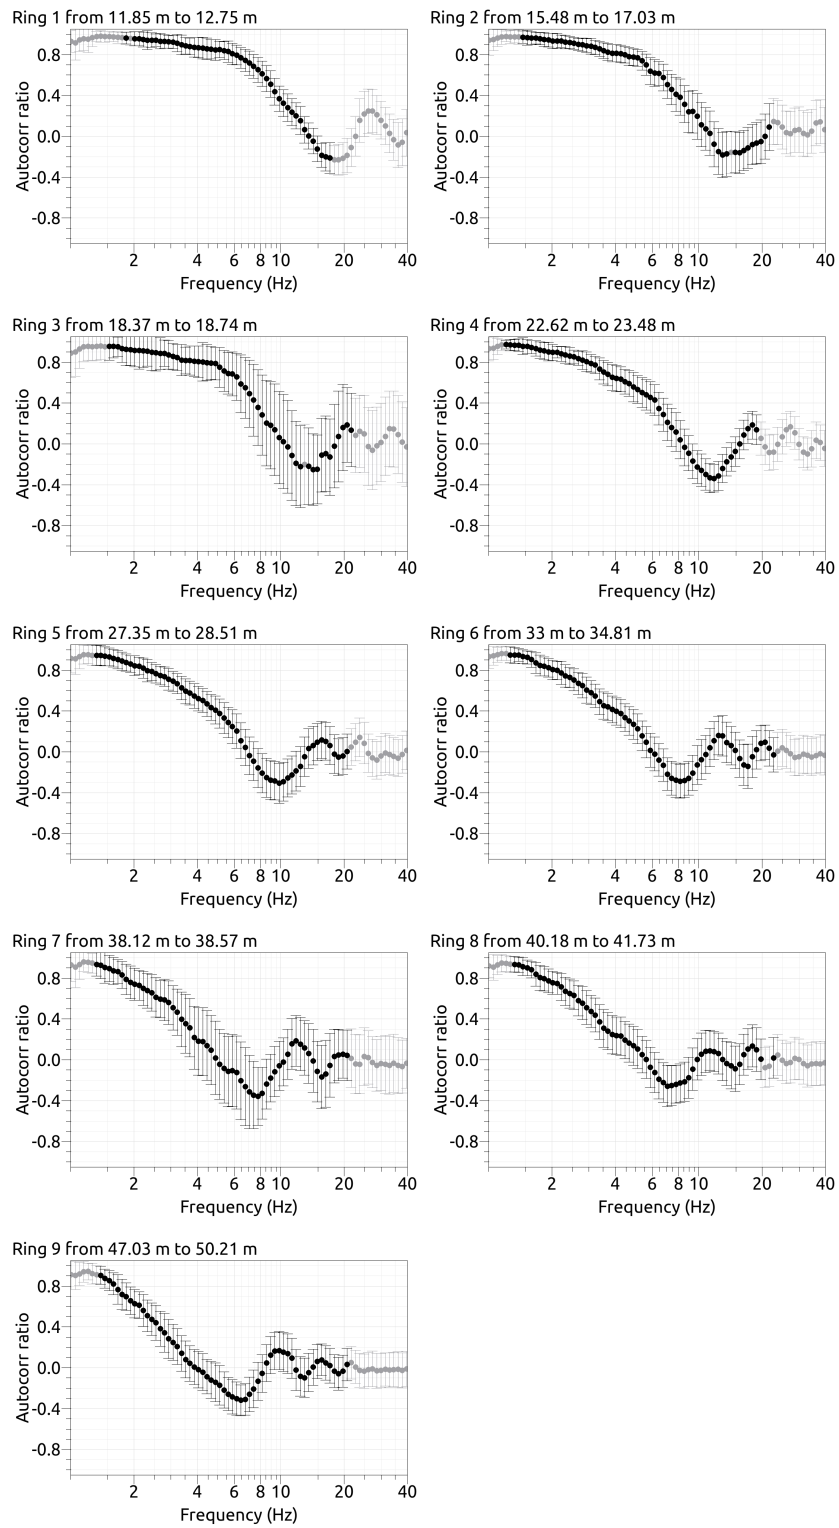 Ring 1 from 11.85 m to 12.75 m
Autocorr ratio
0.8
0.4
0.0
-0.4
-0.8
2 4 6 8 10 20 40
Frequency (Hz)
Ring 2 from 15.48 m to 17.03 m
Autocorr ratio
0.8
0.4
0.0
-0.4
-0.8
2 4 6 8 10 20 40
Frequency (Hz)
Ring 3 from 18.37 m to 18.74 m
Autocorr ratio
0.8
0.4
0.0
-0.4
-0.8
2 4 6 8 10 20 40
Frequency (Hz)
Ring 4 from 22.62 m to 23.48 m
Autocorr ratio
0.8
0.4
0.0
-0.4
-0.8
2 4 6 8 10 20 40
Frequency (Hz)
Ring 5 from 27.35 m to 28.51 m
Autocorr ratio
0.8
0.4
0.0
-0.4
-0.8
2 4 6 8 10 20 40
Frequency (Hz)
Ring 6 from 33 m to 34.81 m
Autocorr ratio
0.8
0.4
0.0
-0.4
-0.8
2 4 6 8 10 20 40
Frequency (Hz)
Ring 7 from 38.12 m to 38.57 m
Autocorr ratio
0.8
0.4
0.0
-0.4
-0.8
2 4 6 8 10 20 40
Frequency (Hz)
Ring 8 from 40.18 m to 41.73 m
Autocorr ratio
0.8
0.4
0.0
-0.4
-0.8
2 4 6 8 10 20 40
Frequency (Hz)
Ring 9 from 47.03 m to 50.21 m
Autocorr ratio
0.8
0.4
0.0
-0.4
-0.8
2 4 6 8 10 20 40
Frequency (Hz)